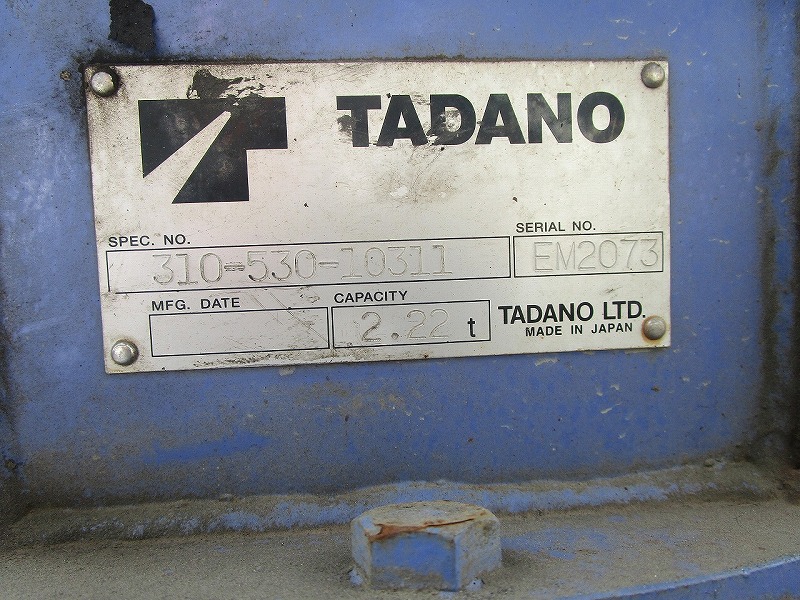 TADANO
SPEC. NO.
310-530-10311
SERIAL NO.
EM2073
MFG. DATE
CAPACITY
2.22 t
TADANO LTD.
MADE IN JAPAN